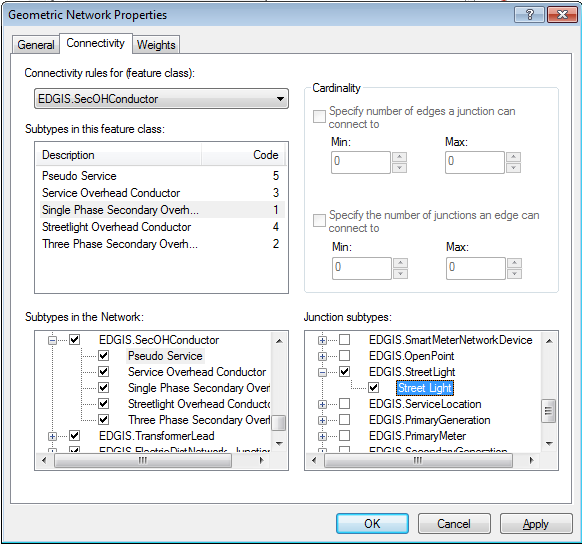 Geometric Network Properties
General Connectivity Weights
Connectivity rules for (feature class):
EDGIS.SecOHConductor
Subtypes in this feature class:
Description Code
Pseudo Service 5
Service Overhead Conductor 3
Single Phase Secondary Overh... 1
Streetlight Overhead Conductor 4
Three Phase Secondary Overh... 2
Cardinality
Specify number of edges a junction can
connect to
Min: Max:
0 0
Specify the number of junctions an edge can
connect to
Min: Max:
0 0
Subtypes in the Network:
EDGIS.SecOHConductor
Pseudo Service
Service Overhead Conductor
Single Phase Secondary Over
Streetlight Overhead Conducto
Three Phase Secondary Overl
EDGIS.TransformerLead
EDGIS.ElectricDistNetwork_Junction
Junction subtypes:
EDGIS.SmartMeterNetworkDevice
EDGIS.OpenPoint
EDGIS.StreetLight
Street Light
EDGIS.ServiceLocation
EDGIS.PrimaryGeneration
EDGIS.PrimaryMeter
EDGIS.SecondaryGeneration
OK Cancel Apply